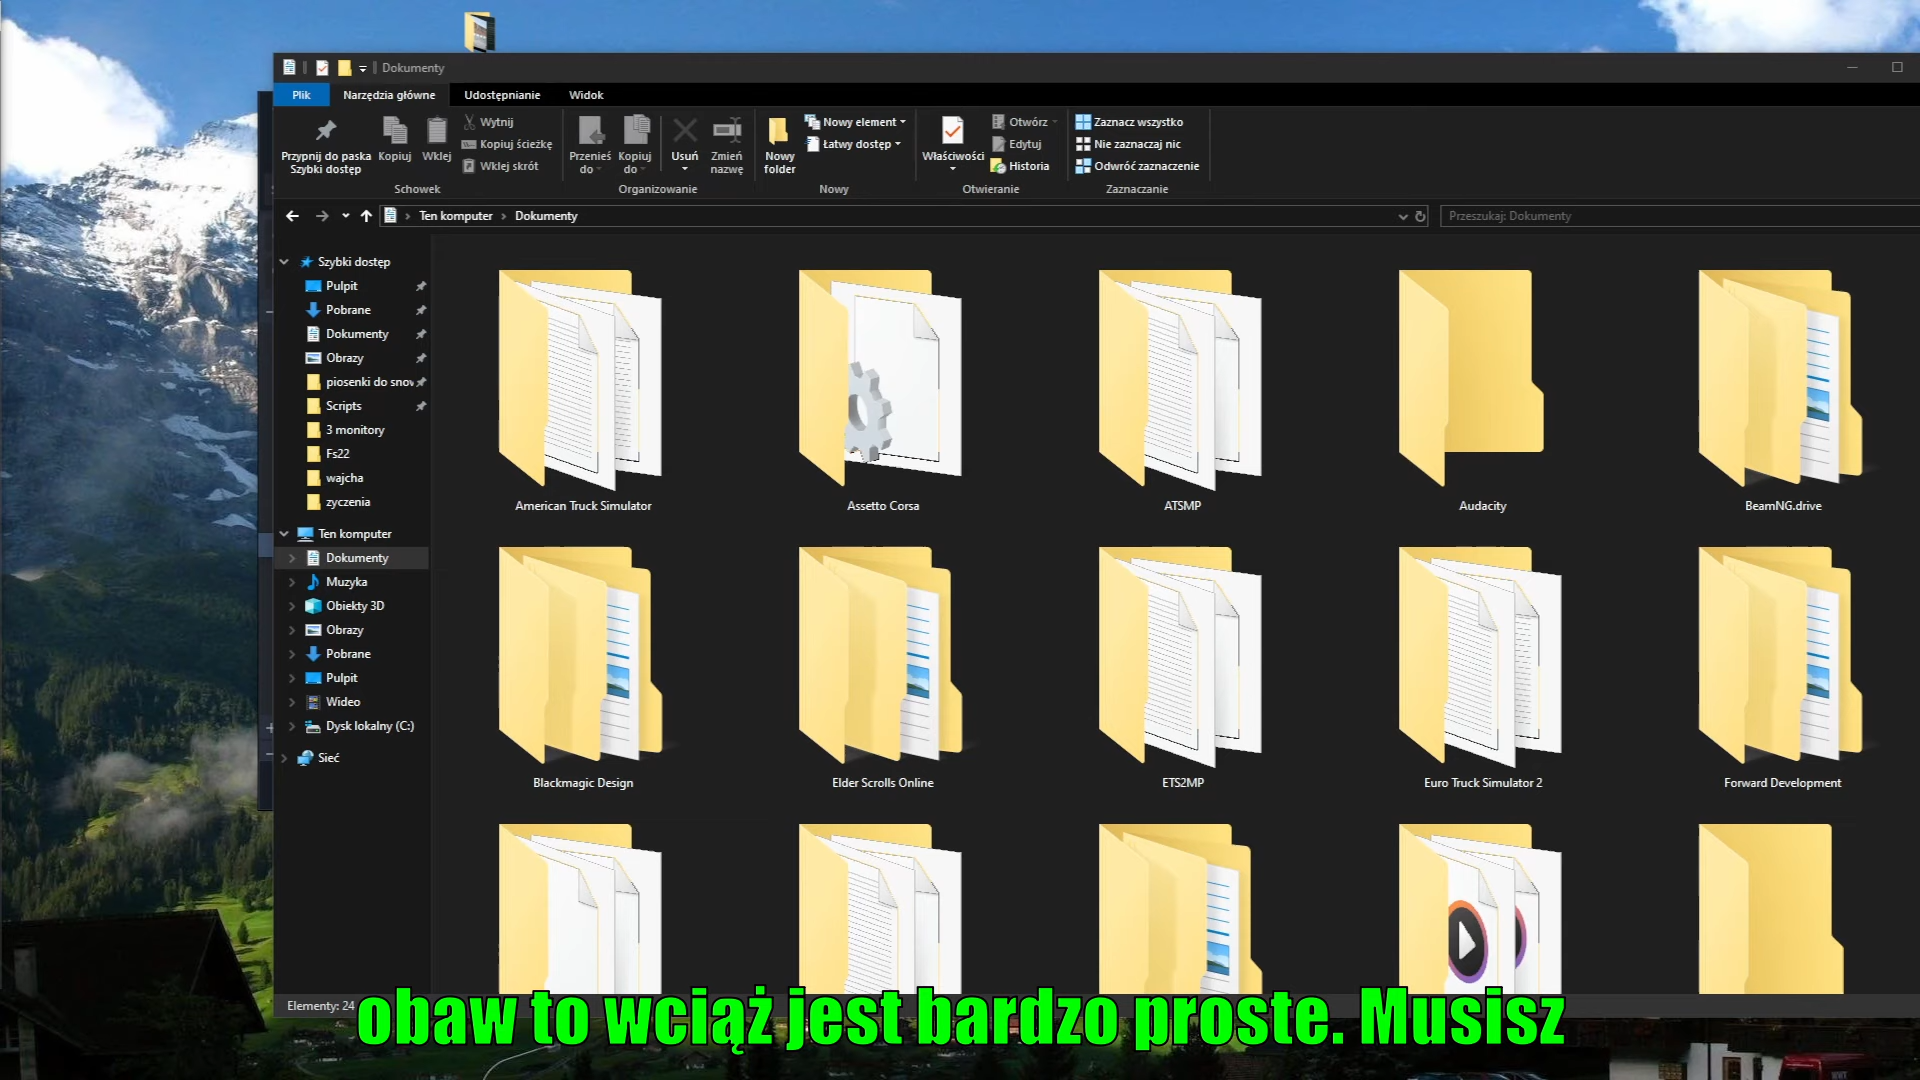 Dokumenty
Plik
Narzędzia główne
Udostępnianie
Widok
Przypnij do paska
Szybki dostęp
Kopiuj
Wklej
Wytnij
Kopiuj ścieżkę
Wklej skrót
Schowek
Przenieś
do
Kopiuj
do
Usuń
Zmień
nazwę
Organizowanie
Nowy
folder
Nowy element
Łatwy dostęp
Nowy
Właściwości
Otwórz
Edytuj
Historia
Otwieranie
Zaznacz wszystko
Nie zaznaczaj nic
Odwróć zaznaczenie
Zaznaczanie
Ten komputer
Dokumenty
Przeszukaj: Dokumenty
Szybki dostęp
Pulpit
Pobrane
Dokumenty
Obrazy
piosenki do snow
Scripts
3 monitory
Fs22
wajcha
zyczenia
Ten komputer
Dokumenty
Muzyka
Obiekty 3D
Obrazy
Pobrane
Pulpit
Wideo
Dysk lokalny (C:)
Sieć
American Truck Simulator
Assetto Corsa
ATSMP
Audacity
BeamNG.drive
Blackmagic Design
Elder Scrolls Online
ETS2MP
Euro Truck Simulator 2
Forward Development
Elementy: 24
obaw to wciąż jest bardzo proste. Musisz